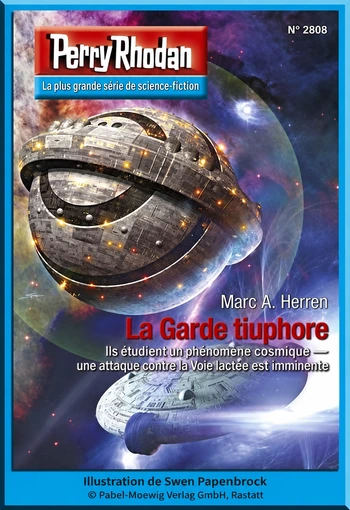 N° 2808
Perry Rhodan
La plus grande série de science-fiction
Marc A. Herren
La Garde tiuphore
Ils étudient un phénomène cosmique —
une attaque contre la Voie lactée est imminente
Illustration de Swen Papenbrock
© Pabel-Moewig Verlag GmbH, Rastatt